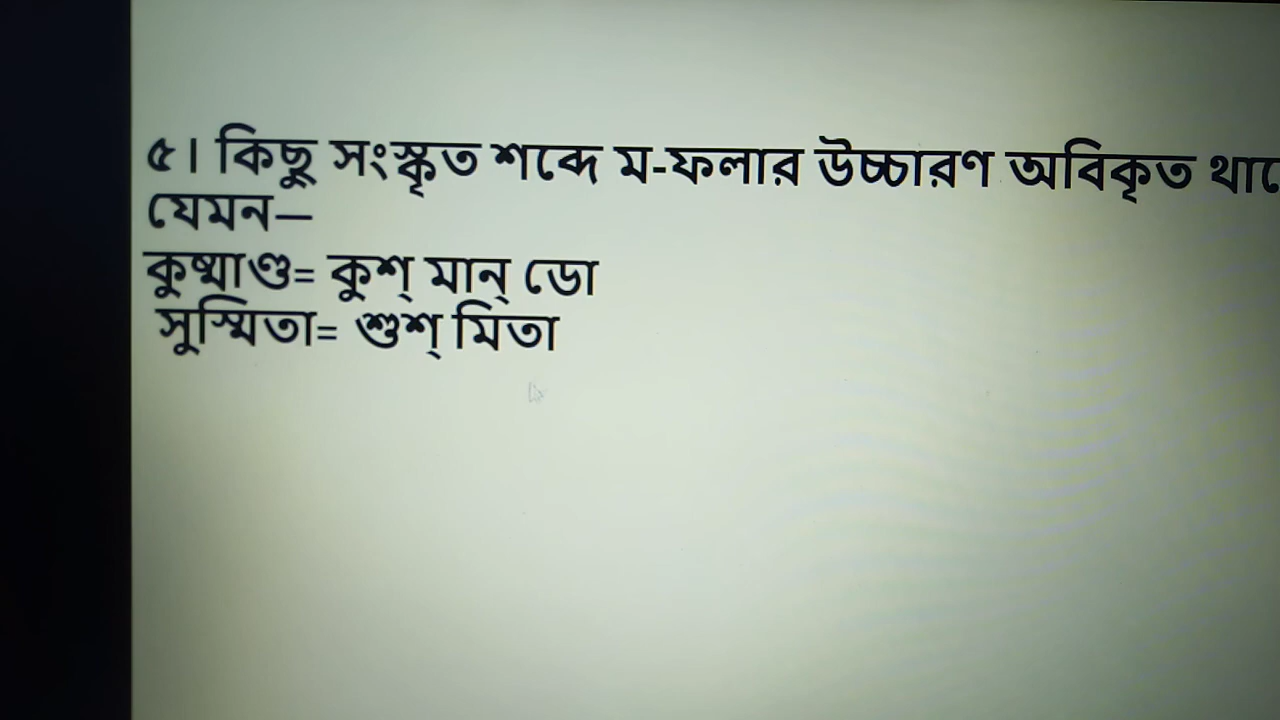 ৫। কিছু সংস্কৃত শব্দে ম-ফলার উচ্চারণ অবিকৃত
যেমন—
কুষ্মাণ্ড= কুশ্ মান্ ডো
সুস্মিতা= শুশ্ মিতা